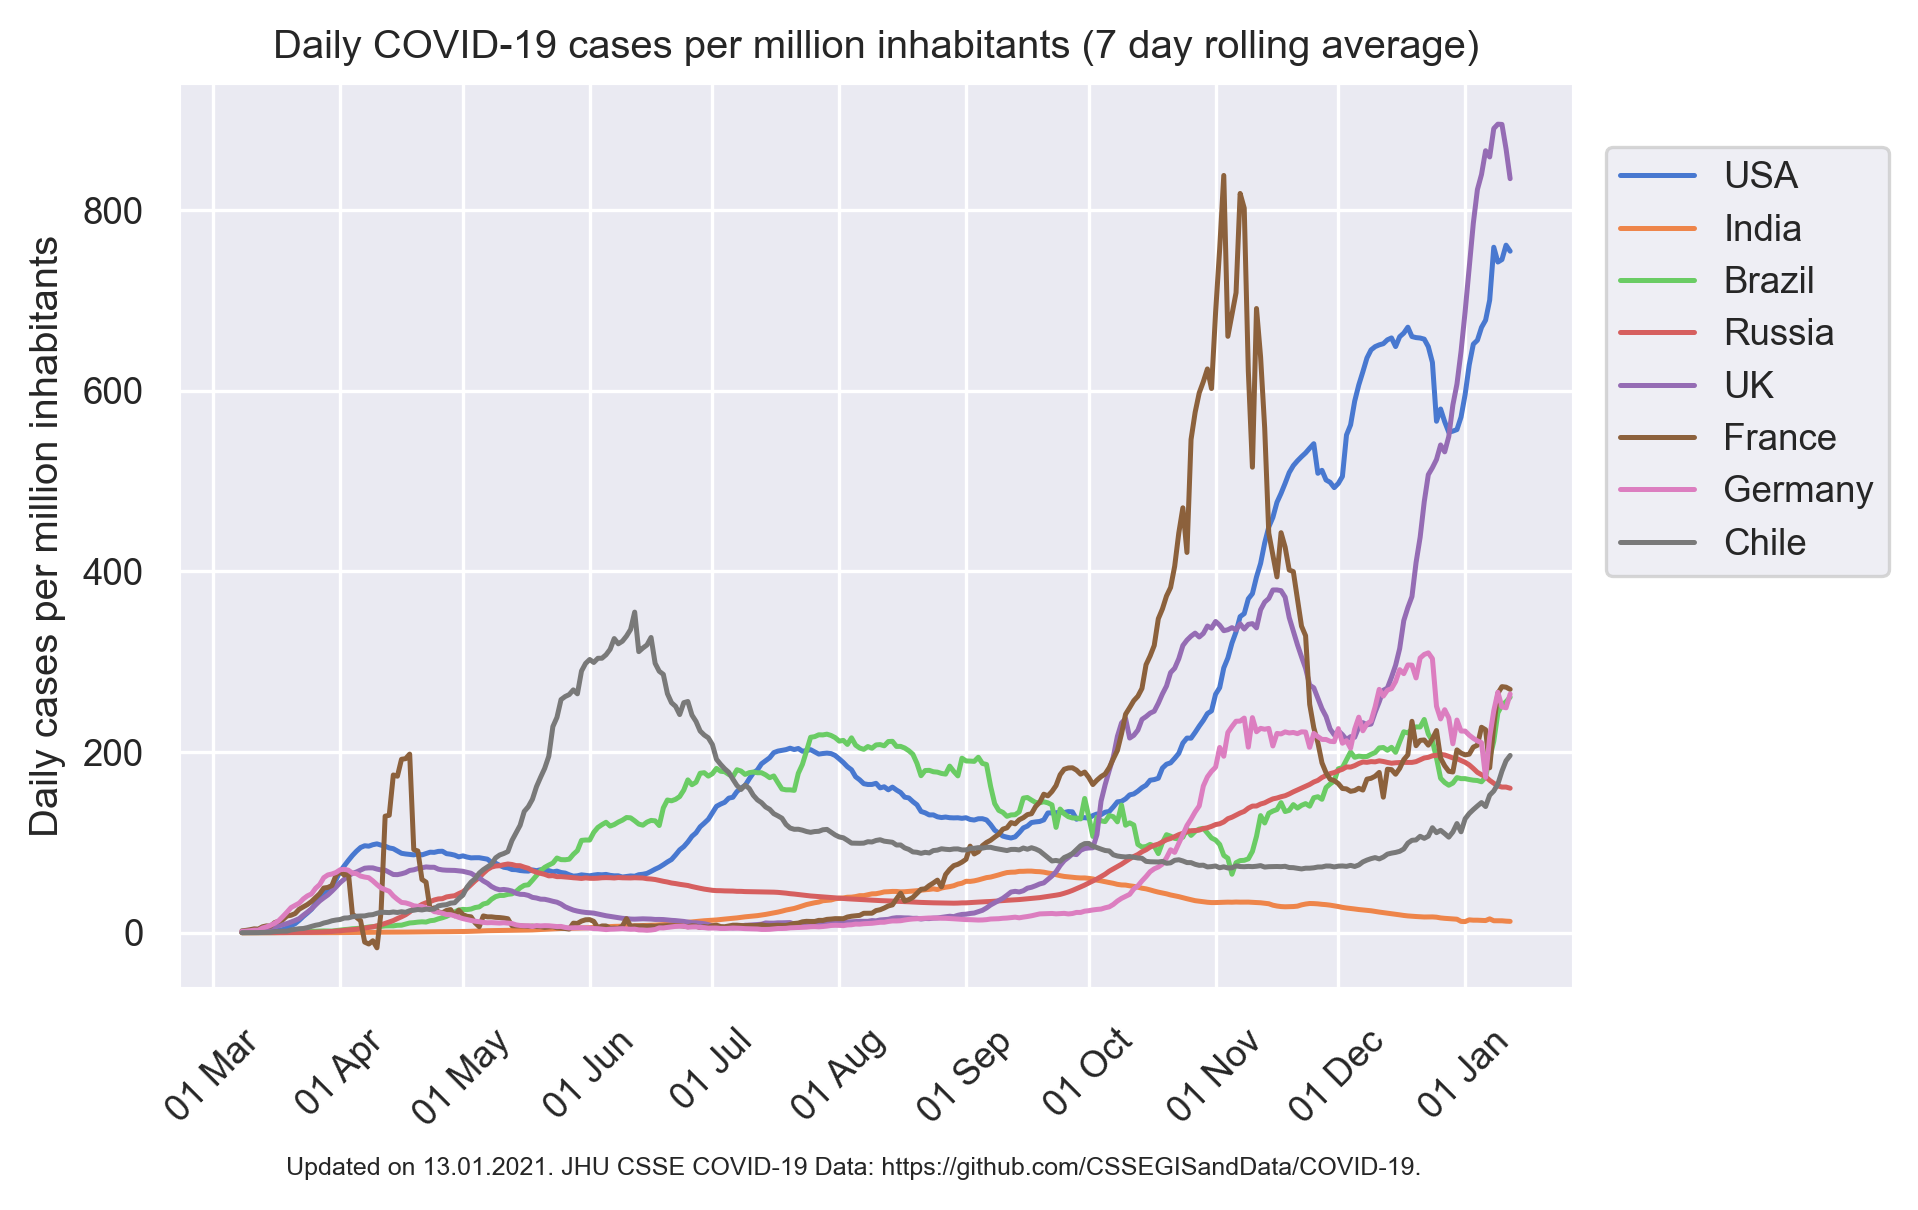 Daily COVID-19 cases per million inhabitants (7 day rolling average)
Daily cases per million inhabitants
800
600
400
200
0
01 Mar
01 Apr
01 May
01 Jun
01 Jul
01 Aug
01 Sep
01 Oct
01 Nov
01 Dec
01 Jan
USA
India
Brazil
Russia
UK
France
Germany
Chile
Updated on 13.01.2021. JHU CSSE COVID-19 Data: https://github.com/CSSEGISandData/COVID-19.